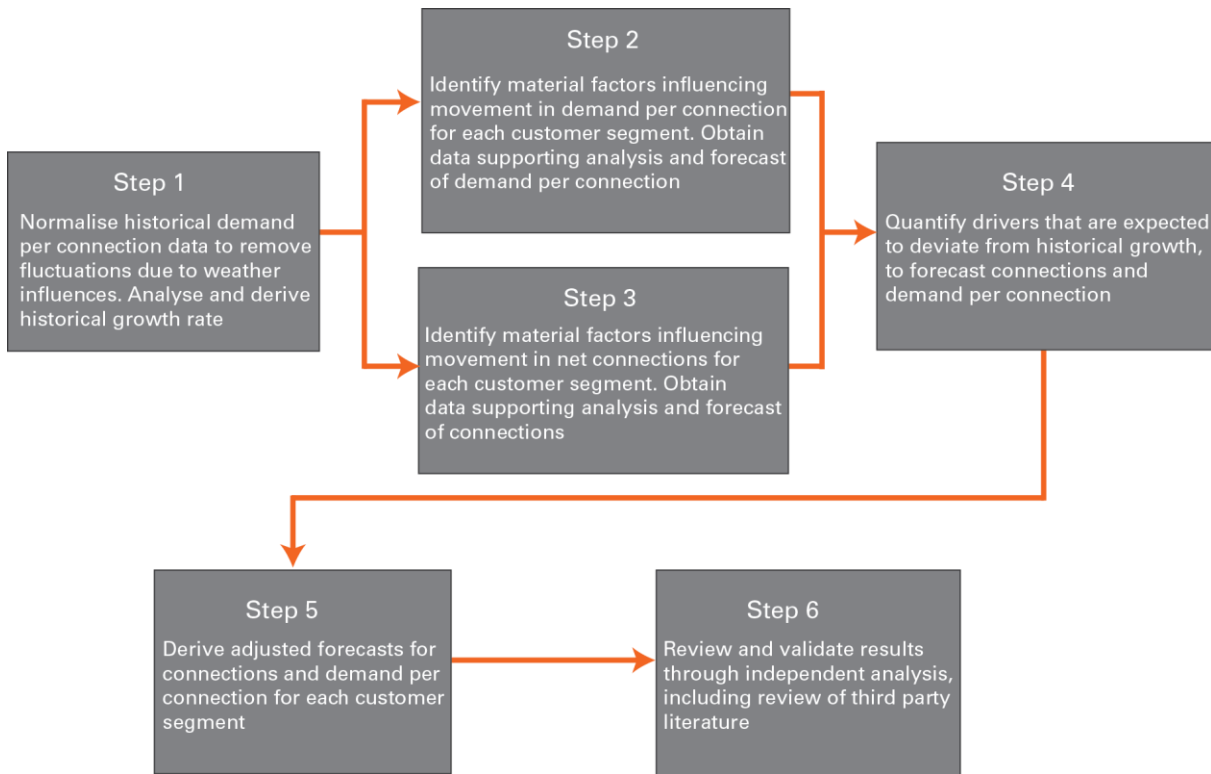 Step 1
Normalise historical demand
per connection data to remove
fluctuations due to weather
influences. Analyse and derive
historical growth rate
Step 2
Identify material factors influencing
movement in demand per connection
for each customer segment. Obtain
data supporting analysis and forecast
of demand per connection
Step 3
Identify material factors influencing
movement in net connections for
each customer segment. Obtain
data supporting analysis and forecast
of connections
Step 4
Quantify drivers that are expected
to deviate from historical growth,
to forecast connections and
demand per connection
Step 5
Derive adjusted forecasts for
connections and demand per
connection for each customer
segment
Step 6
Review and validate results
through independent analysis,
including review of third party
literature